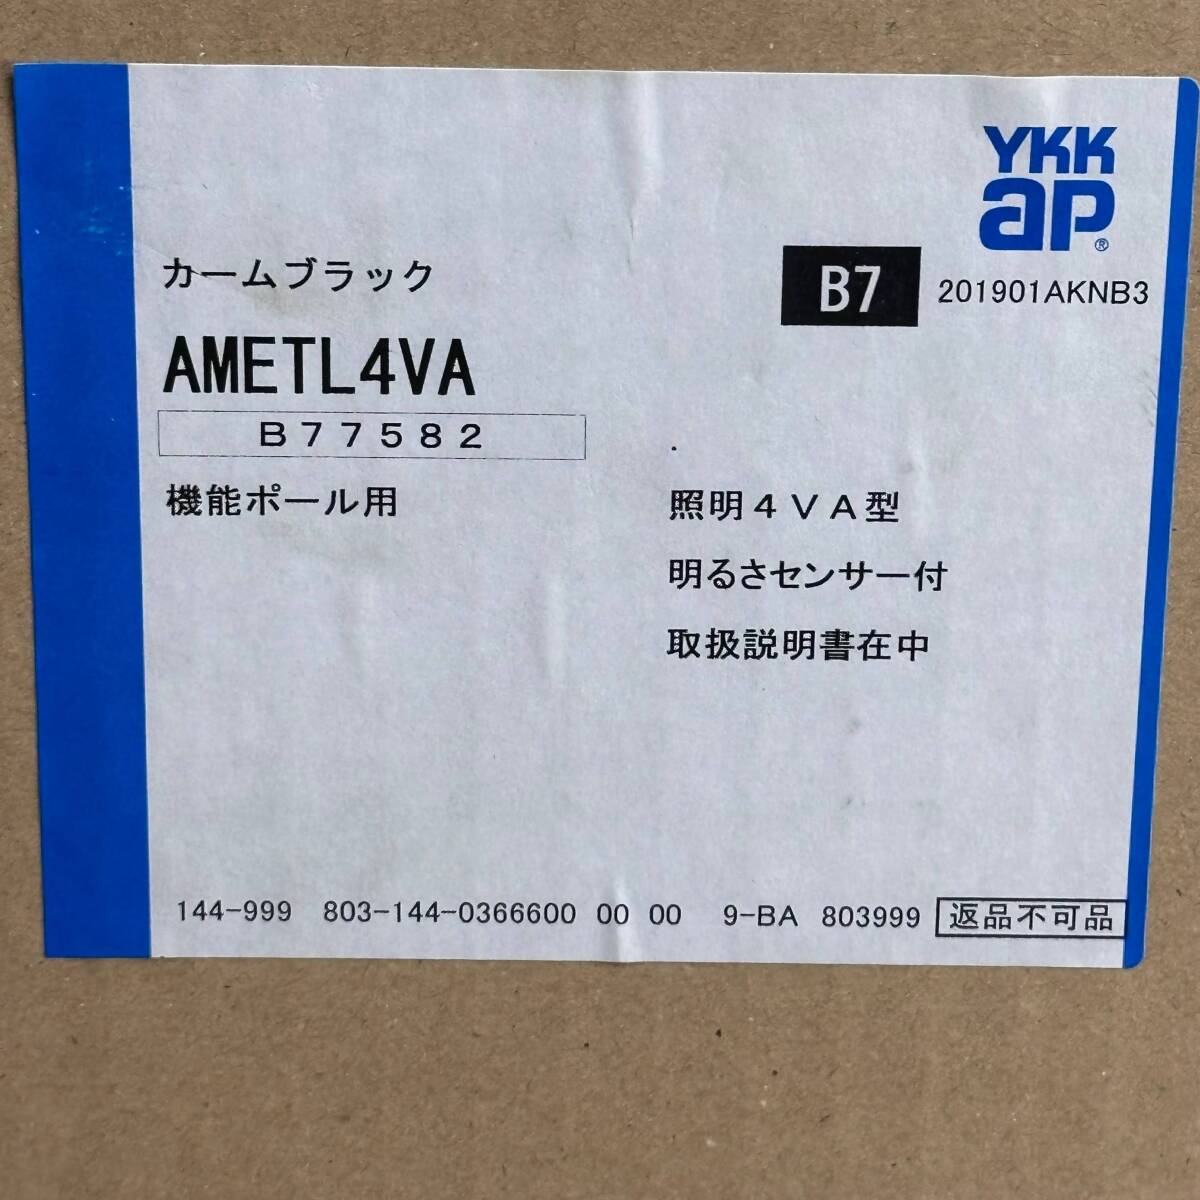 YKK
ap®
カームブラック
B7 201901AKNB3
AMETL4VA
B77582
機能ポール用
照明4VA型
明るさセンサー付
取扱説明書在中
144-999 803-144-0366600 00 00 9-BA 803999 返品不可品